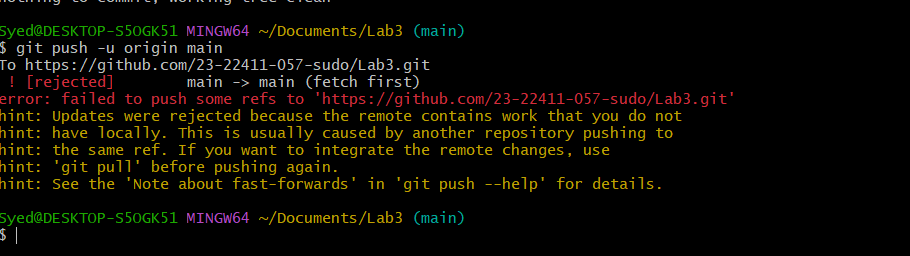 nothing to commit, working tree clean
Syed@DESKTOP-S5OGK51 MINGW64 ~/Documents/Lab3 (main)
$ git push -u origin main
To https://github.com/23-22411-057-sudo/Lab3.git
! [rejected] main -> main (fetch first)
error: failed to push some refs to 'https://github.com/23-22411-057-sudo/Lab3.git'
hint: Updates were rejected because the remote contains work that you do not
hint: have locally. This is usually caused by another repository pushing to
hint: the same ref. If you want to integrate the remote changes, use
hint: 'git pull' before pushing again.
hint: See the 'Note about fast-forwards' in 'git push --help' for details.
Syed@DESKTOP-S5OGK51 MINGW64 ~/Documents/Lab3 (main)
$